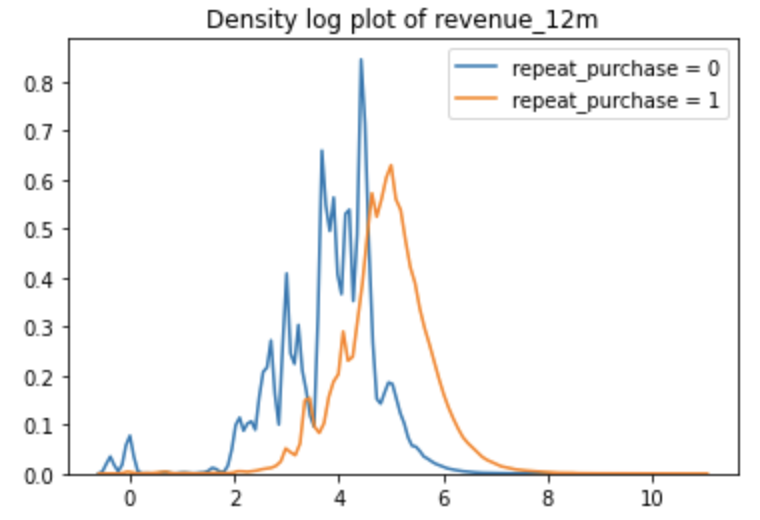 Density log plot of revenue_12m
repeat_purchase = 0
repeat_purchase = 1
0.8
0.7
0.6
0.5
0.4
0.3
0.2
0.1
0.0
0 2 4 6 8 10